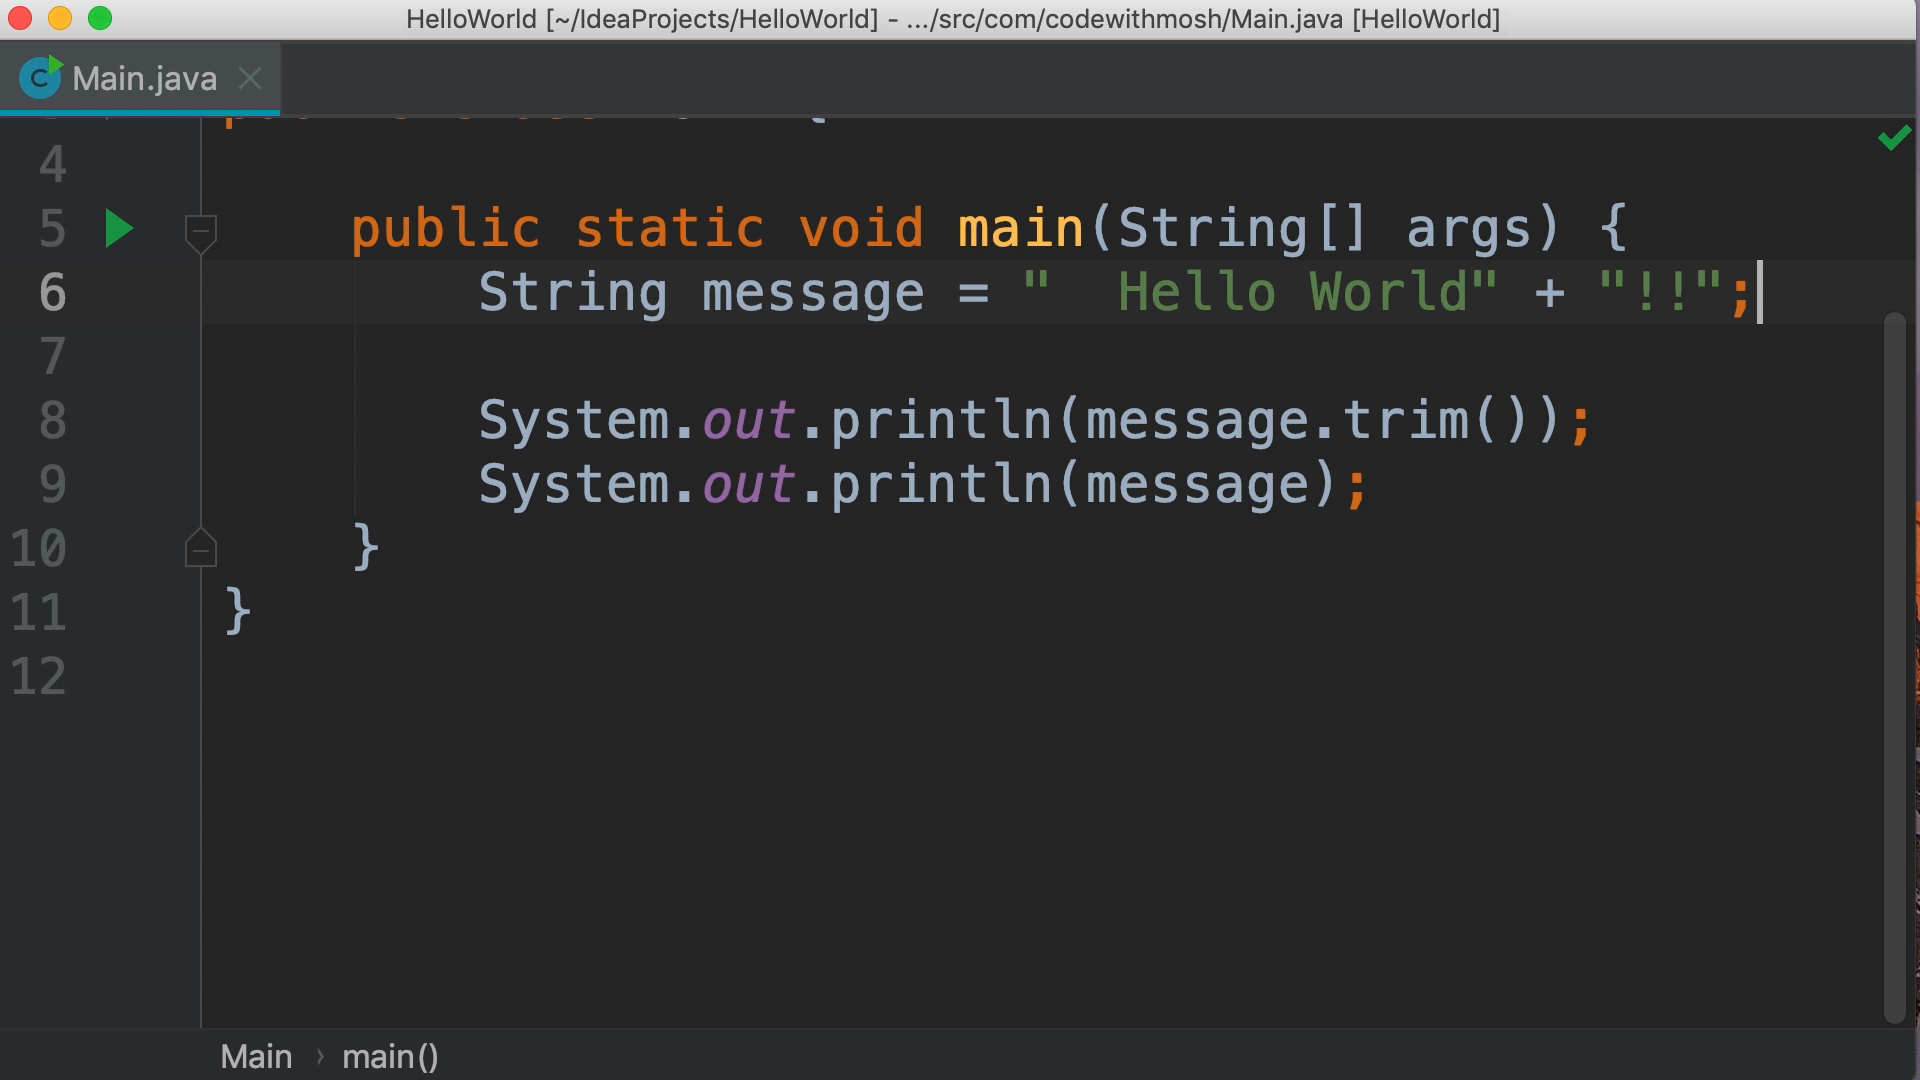 HelloWorld [~/IdeaProjects/HelloWorld] - .../src/com/codewithmosh/Main.java [HelloWorld]
C Main.java
4
5     public static void main(String[] args) {
6         String message = "  Hello World" + "!!";
7
8         System.out.println(message.trim());
9         System.out.println(message);
10     }
11 }
12
Main › main()